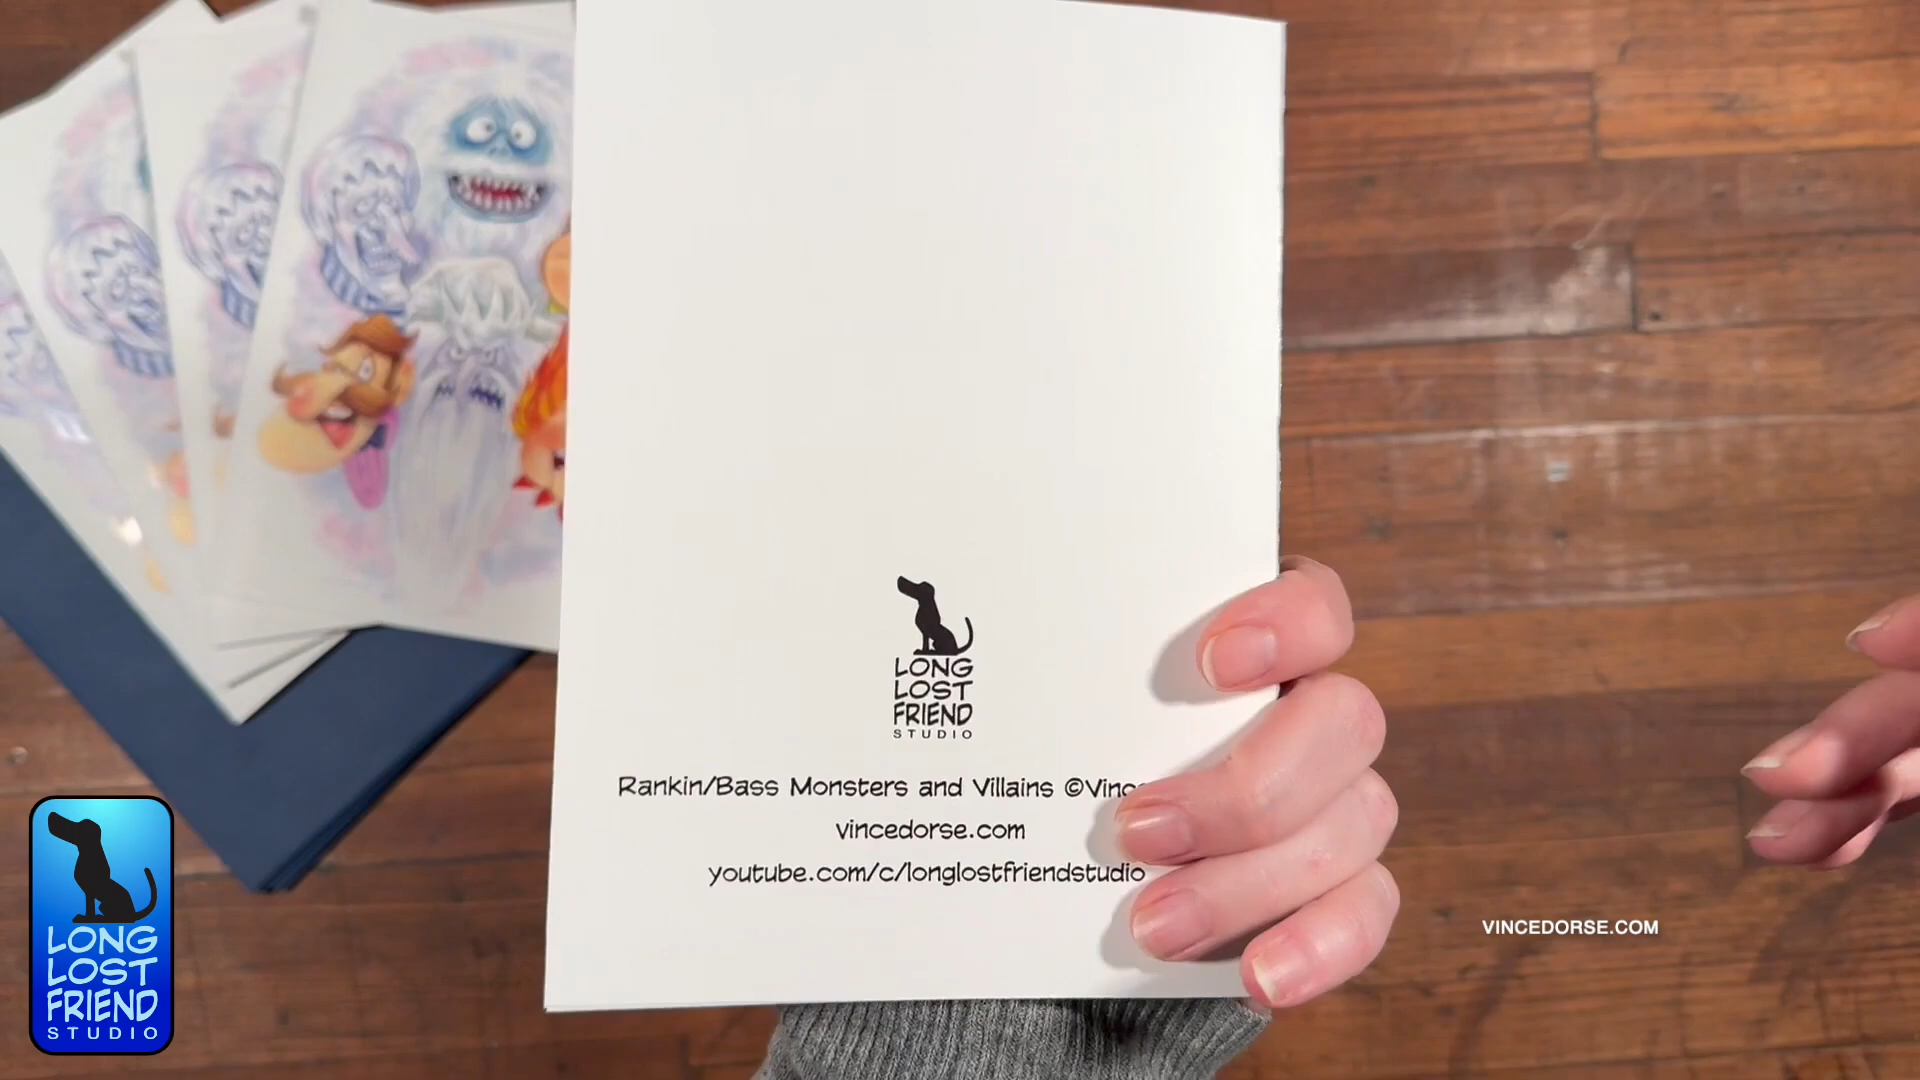 LONG
LOST
FRIEND
STUDIO
Rankin/Bass Monsters and Villains ©Vinc
vincedorse.com
youtube.com/c/longlostfriendstudio
LONG
LOST
FRIEND
STUDIO
VINCEDORSE.COM